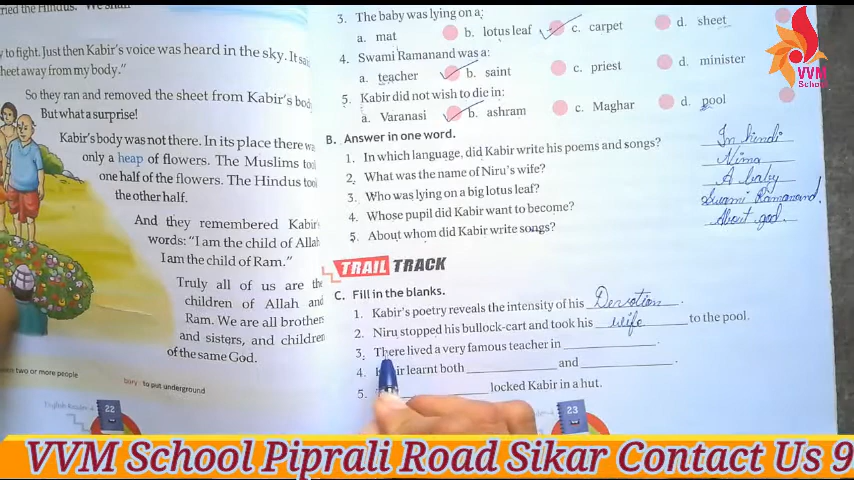 ried the Hindus. We shall
y to fight. Just then Kabir's voice was heard in the sky. It sai
heet away from my body."
So they ran and removed the sheet from Kabir's bod
But what a surprise!
Kabir's body was not there. In its place there wa
only a heap of flowers. The Muslims too
one half of the flowers. The Hindus took
the other half.
And they remembered Kabir
words: "I am the child of Allah
I am the child of Ram."
Truly all of us are the
children of Allah and
Ram. We are all brothers
and sisters, and children
of the same God.
ween two or more people
bury to put underground
English Reader-4
22
3. The baby was lying on a:
a. mat b. lotus leaf c. carpet d. sheet
4. Swami Ramanand was a:
a. teacher b. saint c. priest d. minister
5. Kabir did not wish to die in:
a. Varanasi b. ashram c. Maghar d. pool
B. Answer in one word.
1. In which language, did Kabir write his poems and songs? In hindi
2. What was the name of Niru's wife? Nima
3. Who was lying on a big lotus leaf? A baby
4. Whose pupil did Kabir want to become? Swami Ramanand.
5. About whom did Kabir write songs? About god.
TRAIL TRACK
C. Fill in the blanks.
1. Kabir's poetry reveals the intensity of his Devotion.
2. Niru stopped his bullock-cart and took his wife to the pool.
3. There lived a very famous teacher in
4. learnt both and .
5. locked Kabir in a hut.
23
VVM
School
VVM School Piprali Road Sikar Contact Us 9